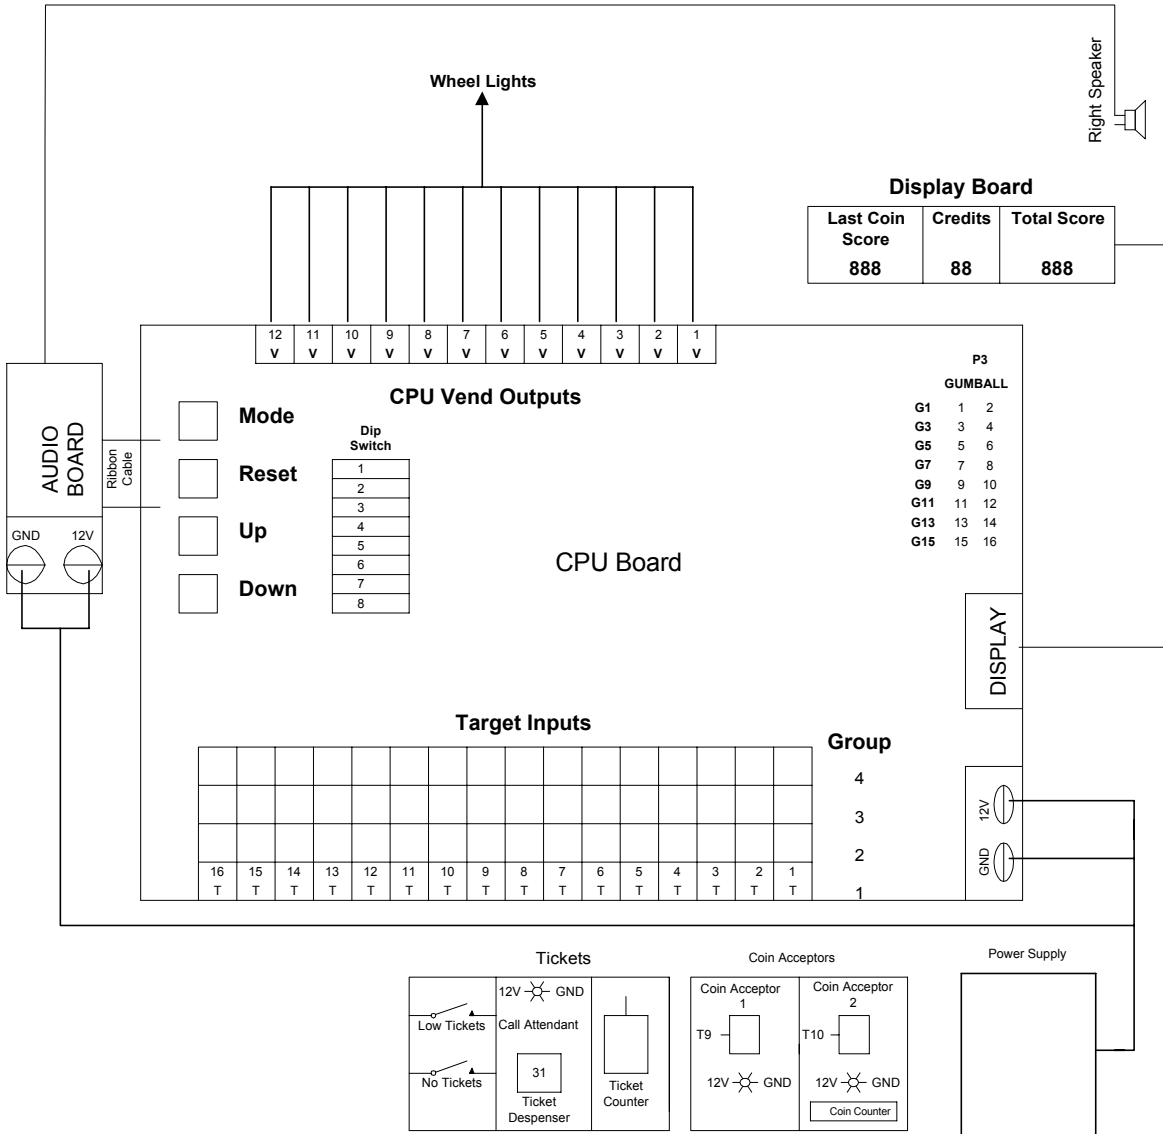 Right Speaker
Wheel Lights
Display Board
Last Coin Score Credits Total Score
888 88 888
12 11 10 9 8 7 6 5 4 3 2 1
V V V V V V V V V V V V
CPU Vend Outputs
P3
GUMBALL
G1 1 2
G3 3 4
G5 5 6
G7 7 8
G9 9 10
G11 11 12
G13 13 14
G15 15 16
AUDIO
BOARD
Ribbon
Cable
GND 12V
Mode
Reset
Up
Down
Dip
Switch
1
2
3
4
5
6
7
8
CPU Board
DISPLAY
Target Inputs
Group
4
3
2
1
16 15 14 13 12 11 10 9 8 7 6 5 4 3 2 1
T T T T T T T T T T T T T T T T
12V
GND
Tickets
Low Tickets
No Tickets
12V GND
Call Attendant
31
Ticket
Despenser
Ticket
Counter
Coin Acceptors
Coin Acceptor
1
T9
12V GND
Coin Acceptor
2
T10
12V GND
Coin Counter
Power Supply